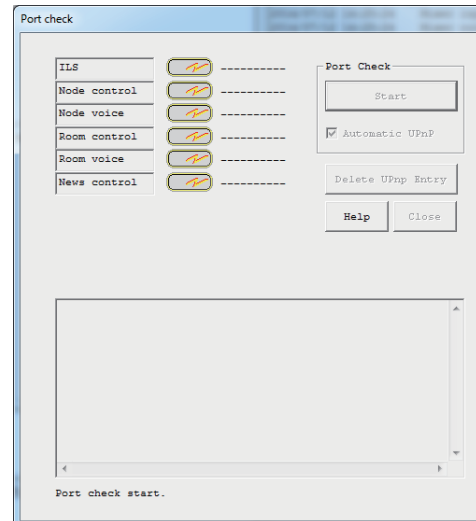 Port check
ILS ----------
Node control ----------
Node voice ----------
Room control ----------
Room voice ----------
News control ----------
Port Check
Start
Automatic UPnP
Delete UPnp Entry
Help Close
Port check start.